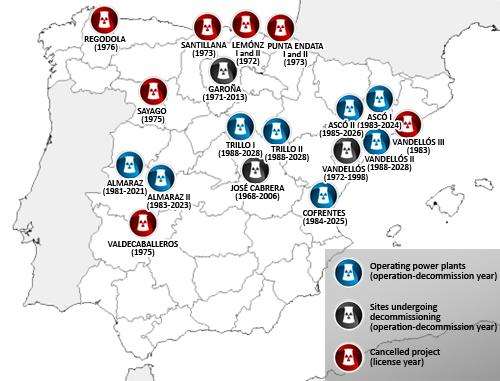 REGODOLA
(1976)
SANTILLANA
(1973)
LEMÓNZ
I and II
(1972)
PUNTA ENDATA
I and II
(1973)
GAROÑA
(1971-2013)
SAYAGO
(1975)
ASCÓ II
(1985-2026)
ASCÓ I
(1983-2024)
VANDELLÓS III
(1983)
TRILLO I
(1988-2028)
TRILLO II
(1988-2028)
VANDELLÓS
(1972-1998)
VANDELLÓS II
(1988-2028)
ALMARAZ
(1981-2021)
ALMARAZ II
(1983-2023)
JOSÉ CABRERA
(1968-2006)
COFRENTES
(1984-2025)
VALDECABALLEROS
(1975)
Operating power plants
(operation-decommission year)
Sites undergoing
decommissioning
(operation-decommission year)
Cancelled project
(license year)